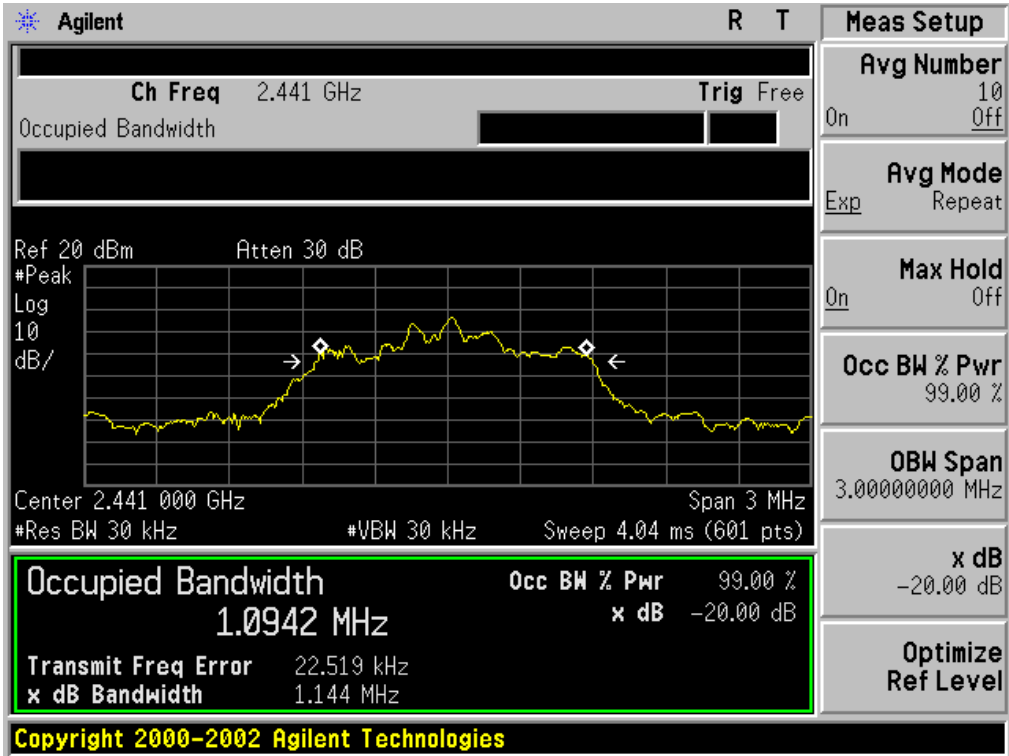 Agilent R T
Ch Freq 2.441 GHz Trig Free
Occupied Bandwidth
Ref 20 dBm Atten 30 dB
#Peak
Log
10
dB/
Center 2.441 000 GHz Span 3 MHz
#Res BW 30 kHz #VBW 30 kHz Sweep 4.04 ms (601 pts)
Occupied Bandwidth Occ BW % Pwr 99.00 %
1.0942 MHz x dB -20.00 dB
Transmit Freq Error 22.519 kHz
x dB Bandwidth 1.144 MHz
Copyright 2000-2002 Agilent Technologies
Meas Setup
Avg Number
10
On Off
Avg Mode
Exp Repeat
Max Hold
On Off
Occ BW % Pwr
99.00 %
OBW Span
3.00000000 MHz
x dB
-20.00 dB
Optimize
Ref Level